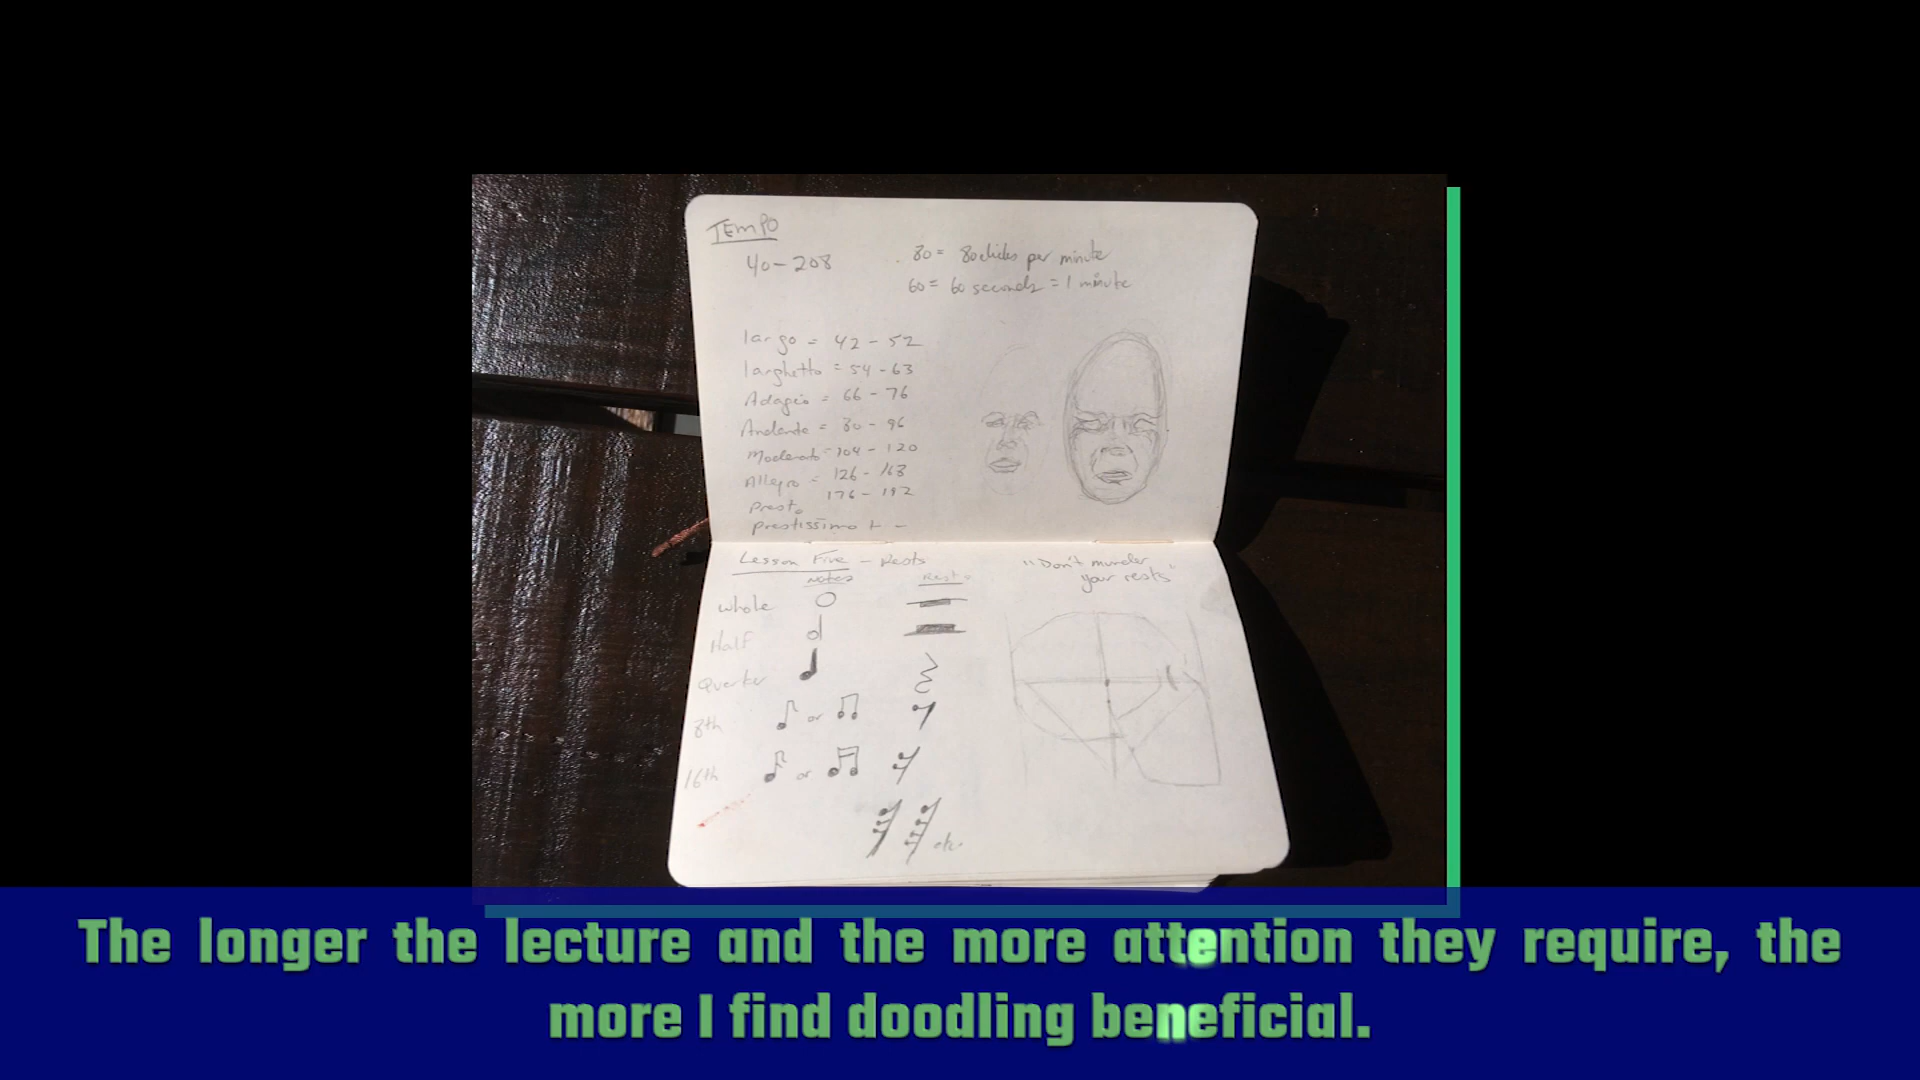 TEMPO
40-208
80 = 80 clicks per minute
60 = 60 seconds = 1 minute
largo = 42-52
larghetto = 54-63
Adagio = 66-76
Andante = 80-96
Moderato = 104-120
Allegro = 126-168
presto 176-192
prestissimo + -
Lesson Five - Rests
"Don't murder
your rests"
Notes Rests
whole
Half
Quarter
8th or
16th or
etc.
The longer the lecture and the more attention they require, the
more I find doodling beneficial.